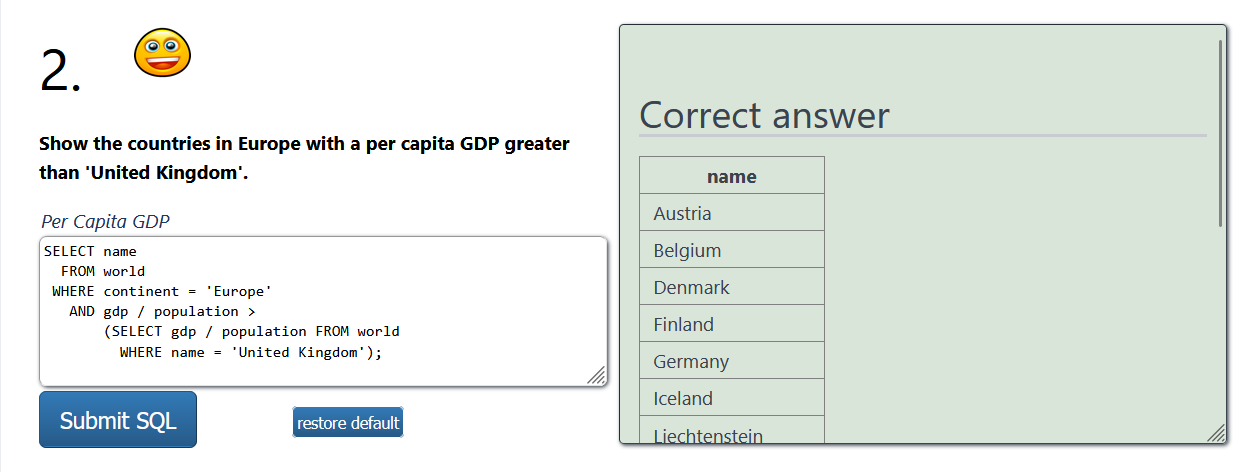 2.
Show the countries in Europe with a per capita GDP greater
than 'United Kingdom'.
Per Capita GDP
SELECT name
  FROM world
 WHERE continent = 'Europe'
   AND gdp / population >
       (SELECT gdp / population FROM world
         WHERE name = 'United Kingdom');
Submit SQL
restore default
Correct answer
name
Austria
Belgium
Denmark
Finland
Germany
Iceland
Liechtenstein